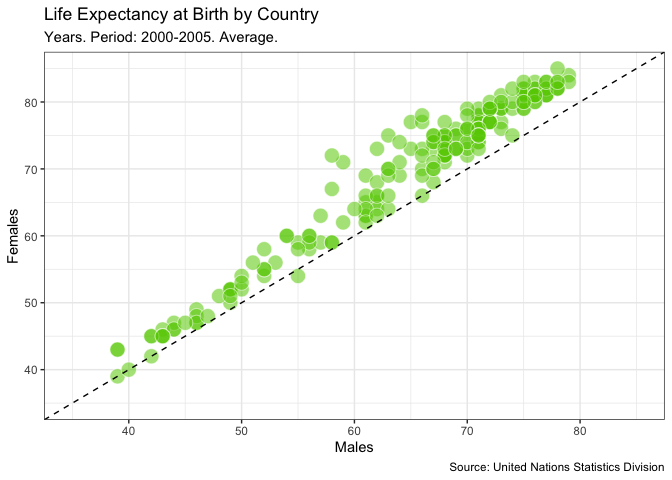 Life Expectancy at Birth by Country
Years. Period: 2000-2005. Average.
80
70
60
50
40
Females
40 50 60 70 80
Males
Source: United Nations Statistics Division